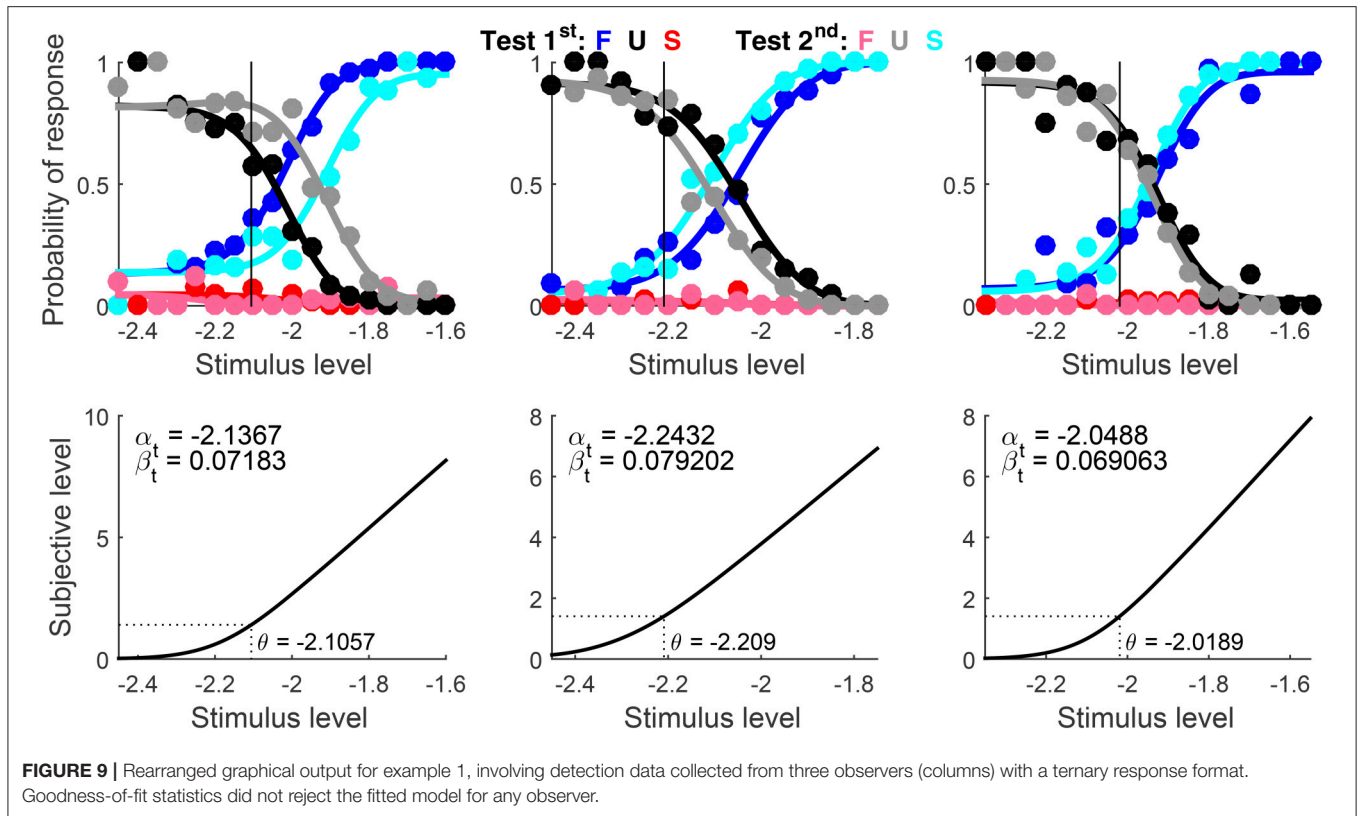 Test 1st: F U S Test 2nd: F U S
Probability of response
1
0.5
0
-2.4 -2.2 -2 -1.8 -1.6
Stimulus level
1
0.5
0
-2.4 -2.2 -2 -1.8
Stimulus level
1
0.5
0
-2.2 -2 -1.8 -1.6
Stimulus level
Subjective level
10
5
0
αt = -2.1367
βt = 0.07183
θ = -2.1057
-2.4 -2.2 -2 -1.8 -1.6
Stimulus level
8
6
4
2
0
αt = -2.2432
βt = 0.079202
θ = -2.209
-2.4 -2.2 -2 -1.8
Stimulus level
8
6
4
2
0
αt = -2.0488
βt = 0.069063
θ = -2.0189
-2.2 -2 -1.8 -1.6
Stimulus level
FIGURE 9 | Rearranged graphical output for example 1, involving detection data collected from three observers (columns) with a ternary response format.
Goodness-of-fit statistics did not reject the fitted model for any observer.